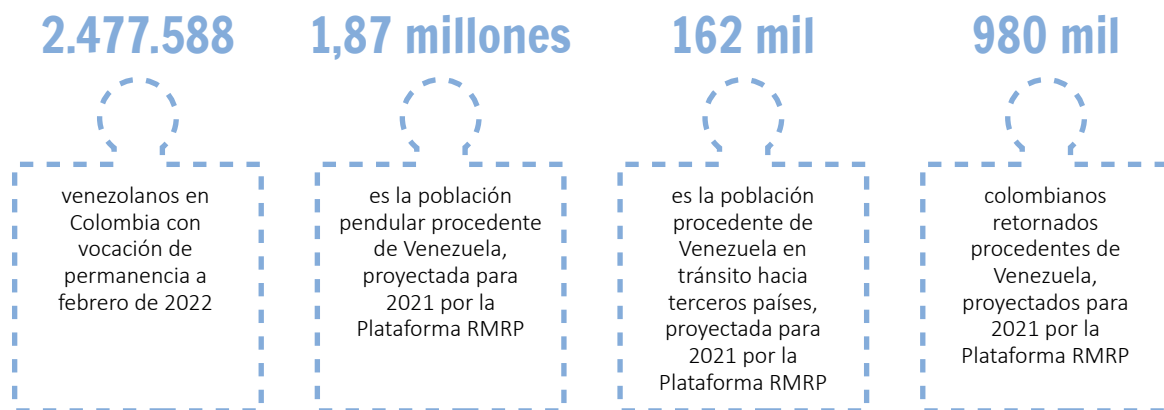 2.477.588
venezolanos en
Colombia con
vocación de
permanencia a
febrero de 2022
1,87 millones
es la población
pendular procedente
de Venezuela,
proyectada para
2021 por la
Plataforma RMRP
162 mil
es la población
procedente de
Venezuela en
tránsito hacia
terceros países,
proyectada para
2021 por la
Plataforma RMRP
980 mil
colombianos
retornados
procedentes de
Venezuela,
proyectados para
2021 por la
Plataforma RMRP